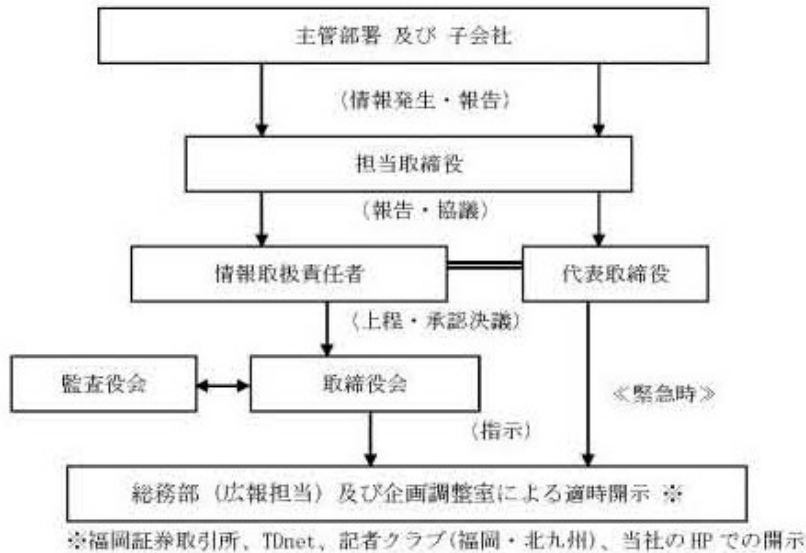 主管部署 及び 子会社
(情報発生・報告)
担当取締役
(報告・協議)
情報取扱責任者
代表取締役
(上程・承認決議)
監査役会
取締役会
≪緊急時≫
(指示)
総務部 (広報担当) 及び企画調整室による適時開示 ※
※福岡証券取引所、TDnet、記者クラブ(福岡・北九州)、当社のHPでの開示